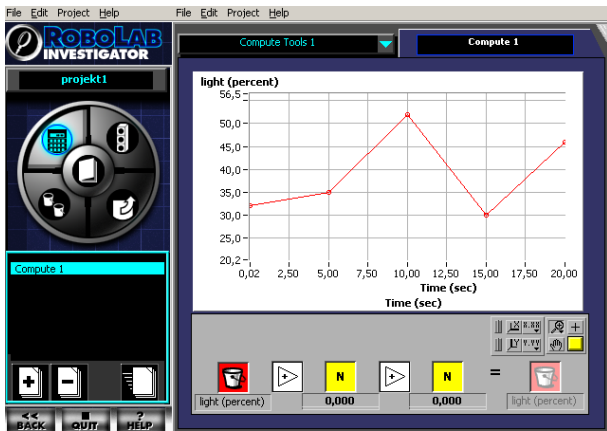 File Edit Project Help
File Edit Project Help
ROBOLAB
INVESTIGATOR
projekt1
Compute 1
<<
BACK
QUIT
?
HELP
Compute Tools 1
Compute 1
light (percent)
56,5
50,0
45,0
40,0
35,0
30,0
25,0
20,2
0,02 2,50 5,00 7,50 10,00 12,50 15,00 17,50 20,00
Time (sec)
Time (sec)
X X.XX
Y Y.YY
+ N + N =
light (percent) 0,000 0,000 light (percent)